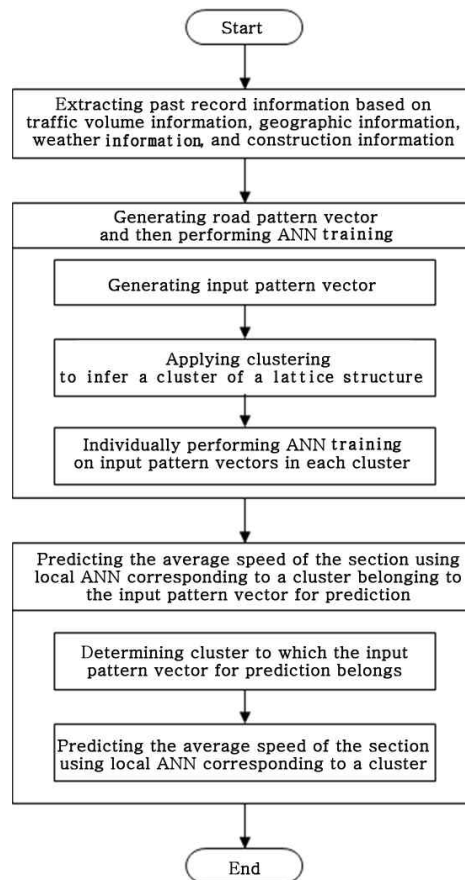 Start
Extracting past record information based on
traffic volume information, geographic information,
weather information, and construction information
Generating road pattern vector
and then performing ANN training
Generating input pattern vector
Applying clustering
to infer a cluster of a lattice structure
Individually performing ANN training
on input pattern vectors in each cluster
Predicting the average speed of the section using
local ANN corresponding to a cluster belonging to
the input pattern vector for prediction
Determining cluster to which the input
pattern vector for prediction belongs
Predicting the average speed of the section
using local ANN corresponding to a cluster
End